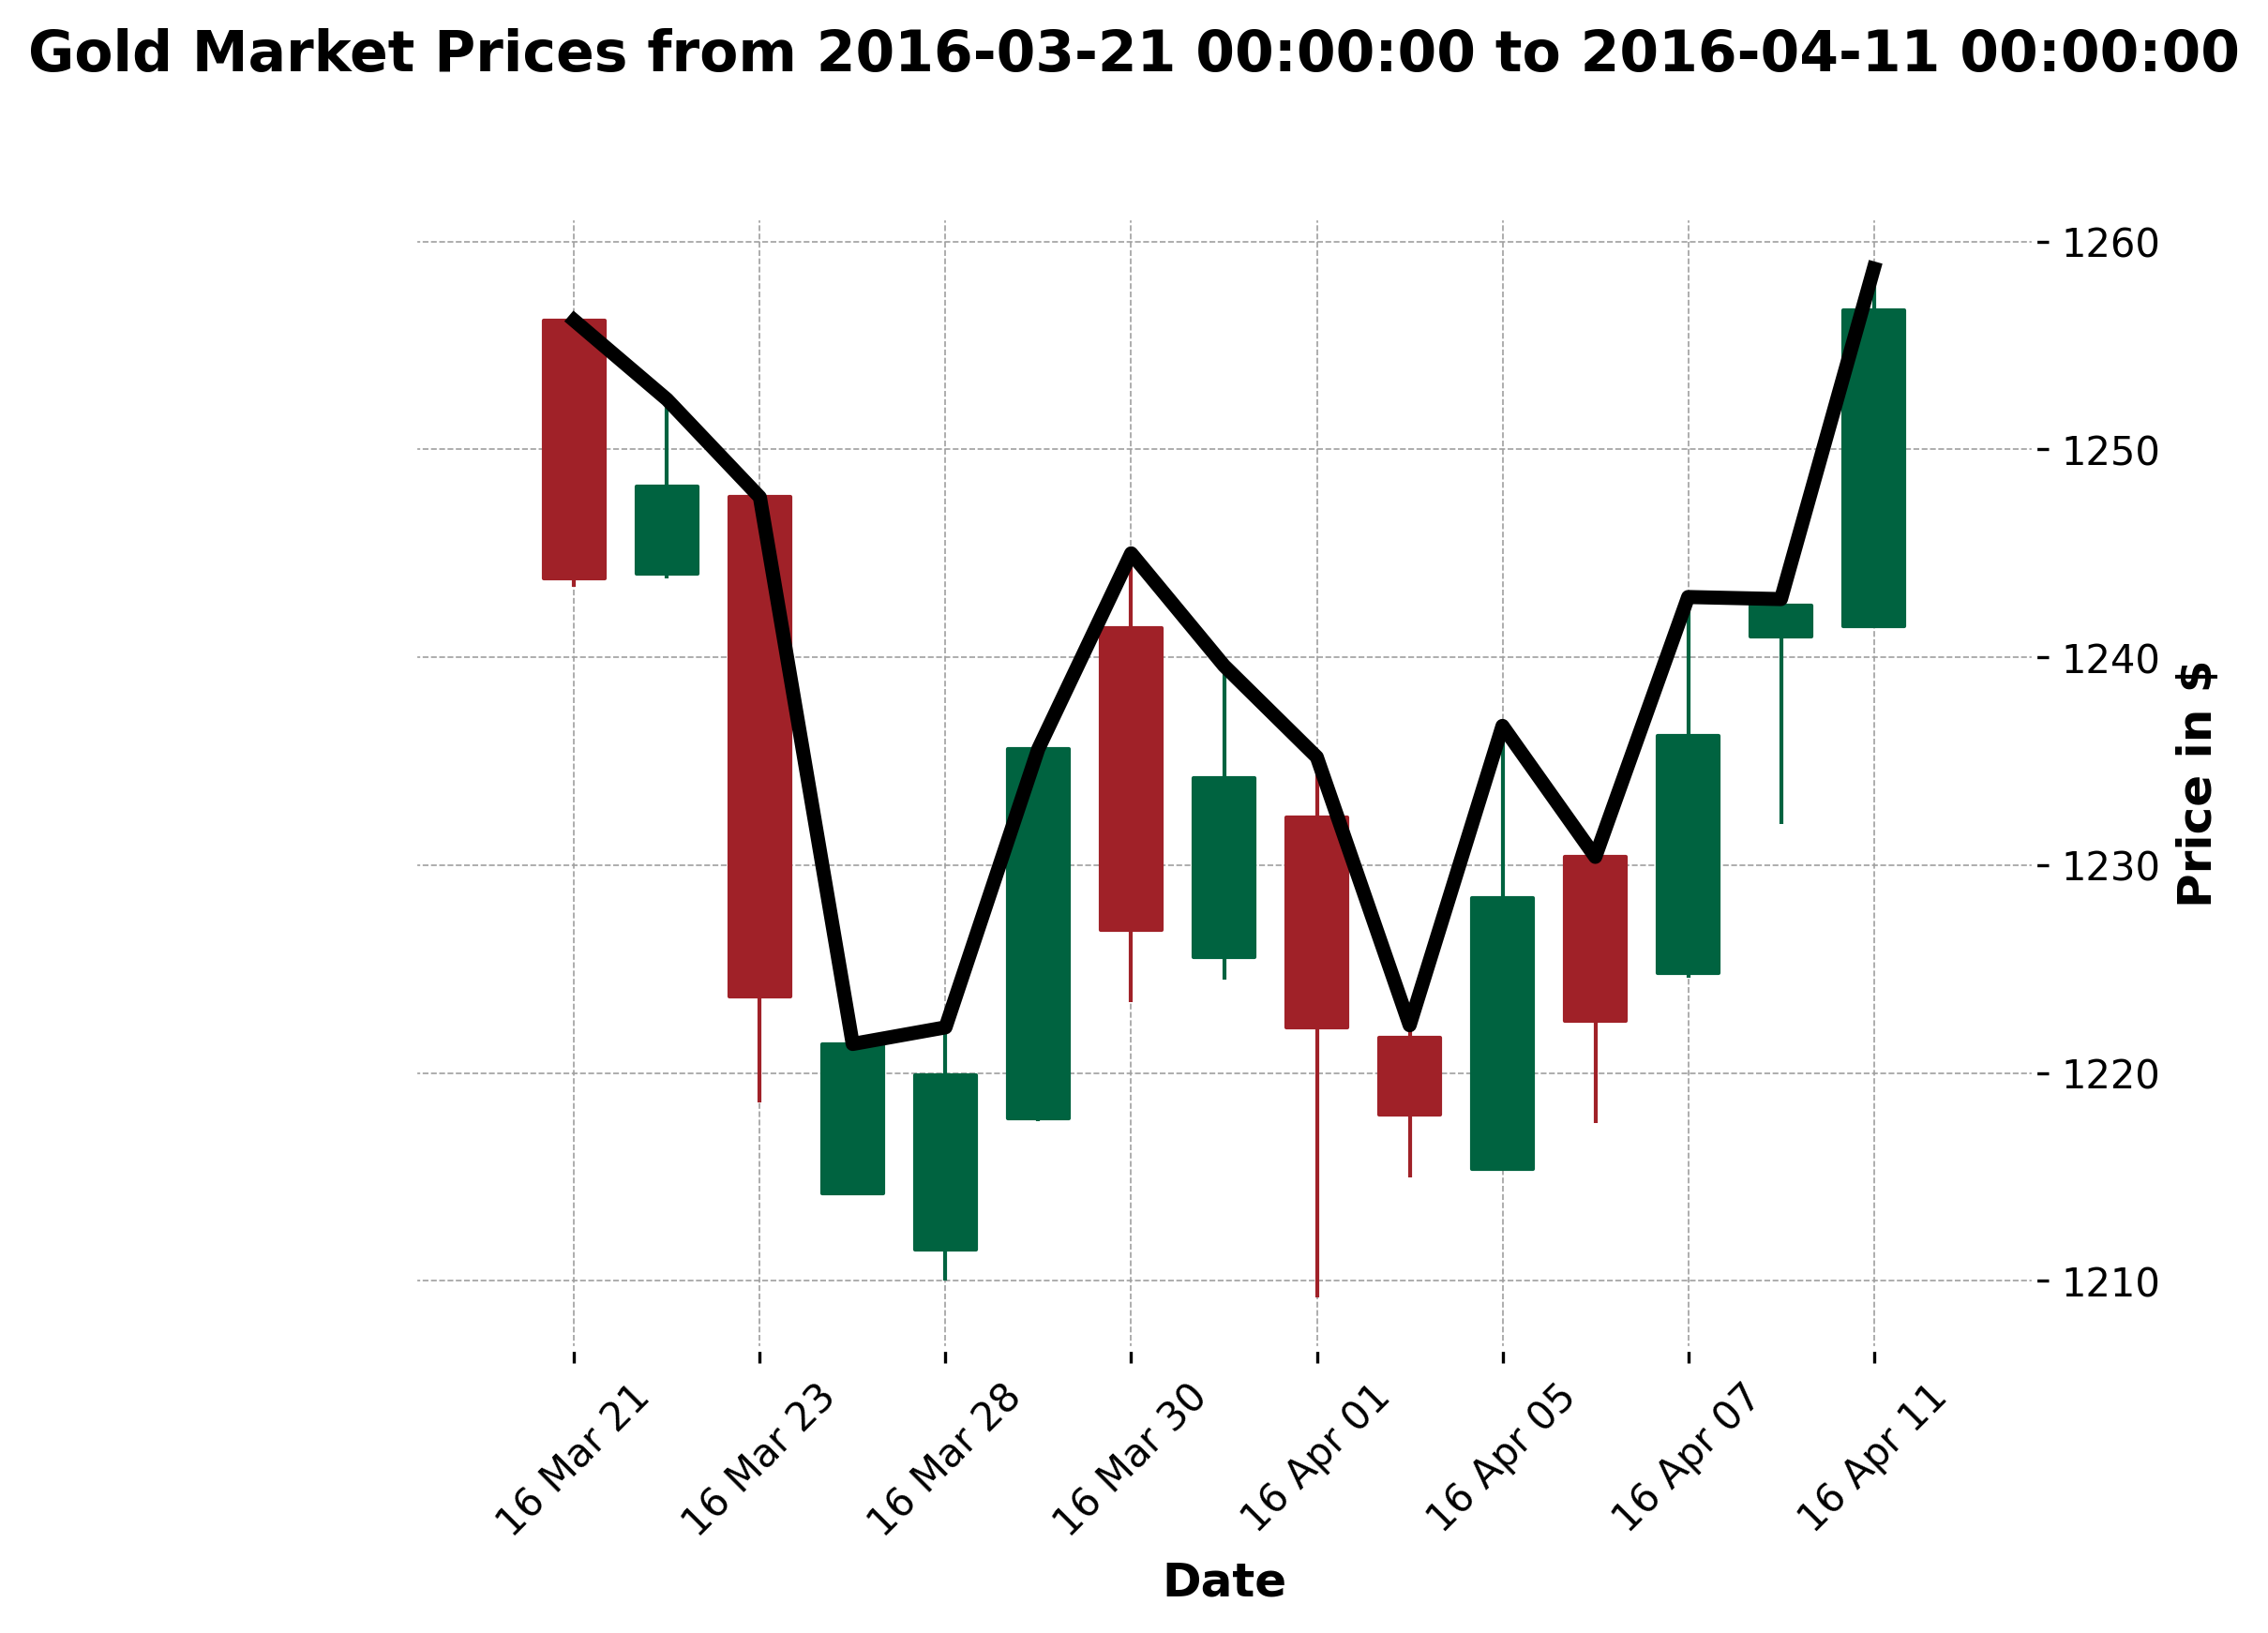 Gold Market Prices from 2016-03-21 00:00:00 to 2016-04-11 00:00:00
1260
1250
1240
1230
1220
1210
Price in $
16 Mar 21
16 Mar 23
16 Mar 28
16 Mar 30
16 Apr 01
16 Apr 05
16 Apr 07
16 Apr 11
Date